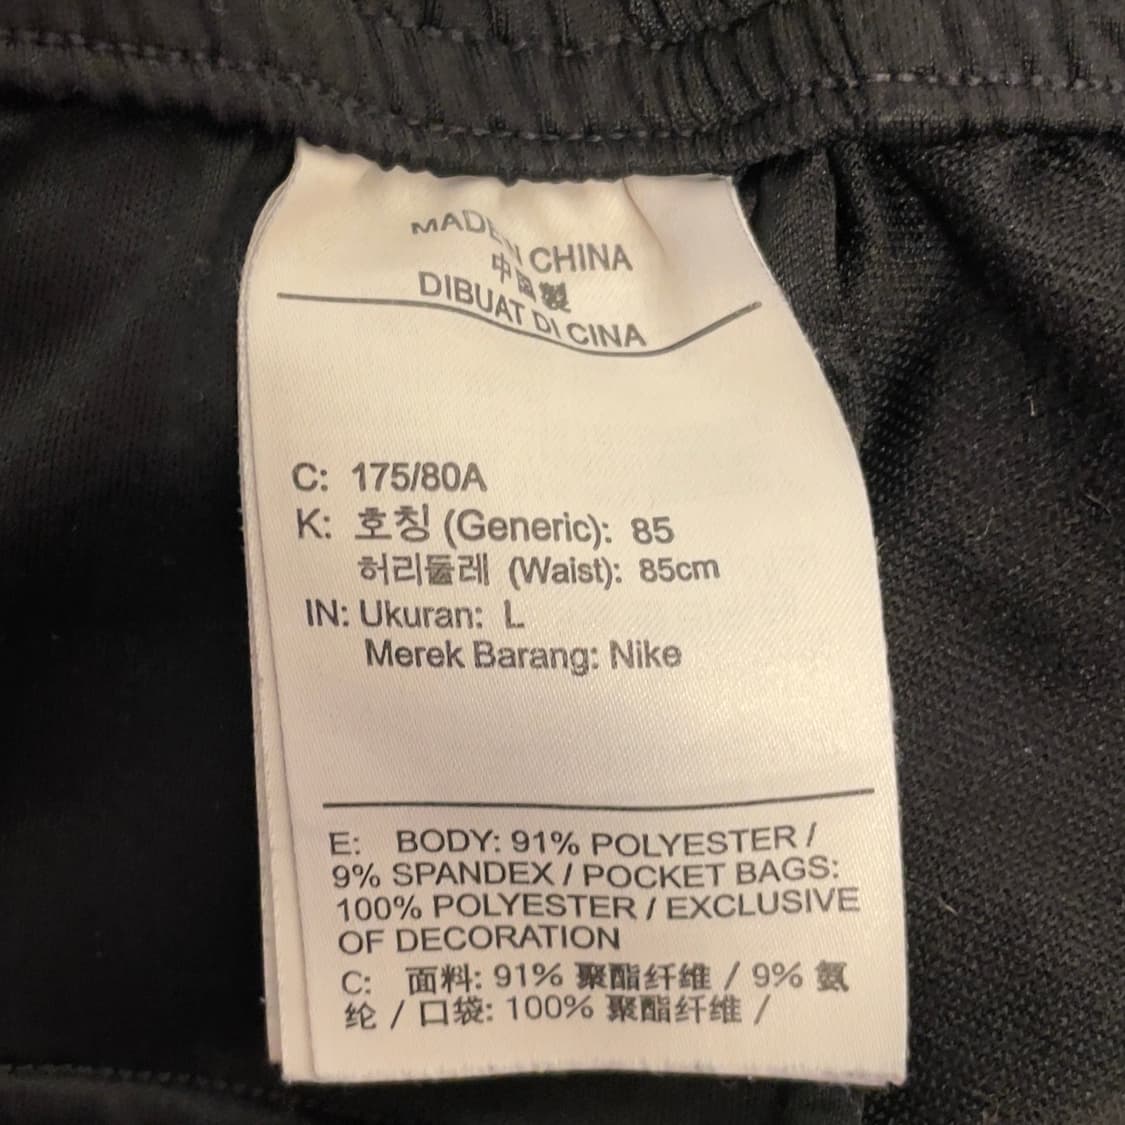 MADE IN CHINA
中国製
DIBUAT DI CINA
C: 175/80A
K: 호칭 (Generic): 85
허리둘레 (Waist): 85cm
IN: Ukuran: L
Merek Barang: Nike
E: BODY: 91% POLYESTER /
9% SPANDEX / POCKET BAGS:
100% POLYESTER / EXCLUSIVE
OF DECORATION
C: 面料: 91% 聚酯纤维 / 9% 氨
纶 / 口袋: 100% 聚酯纤维 /